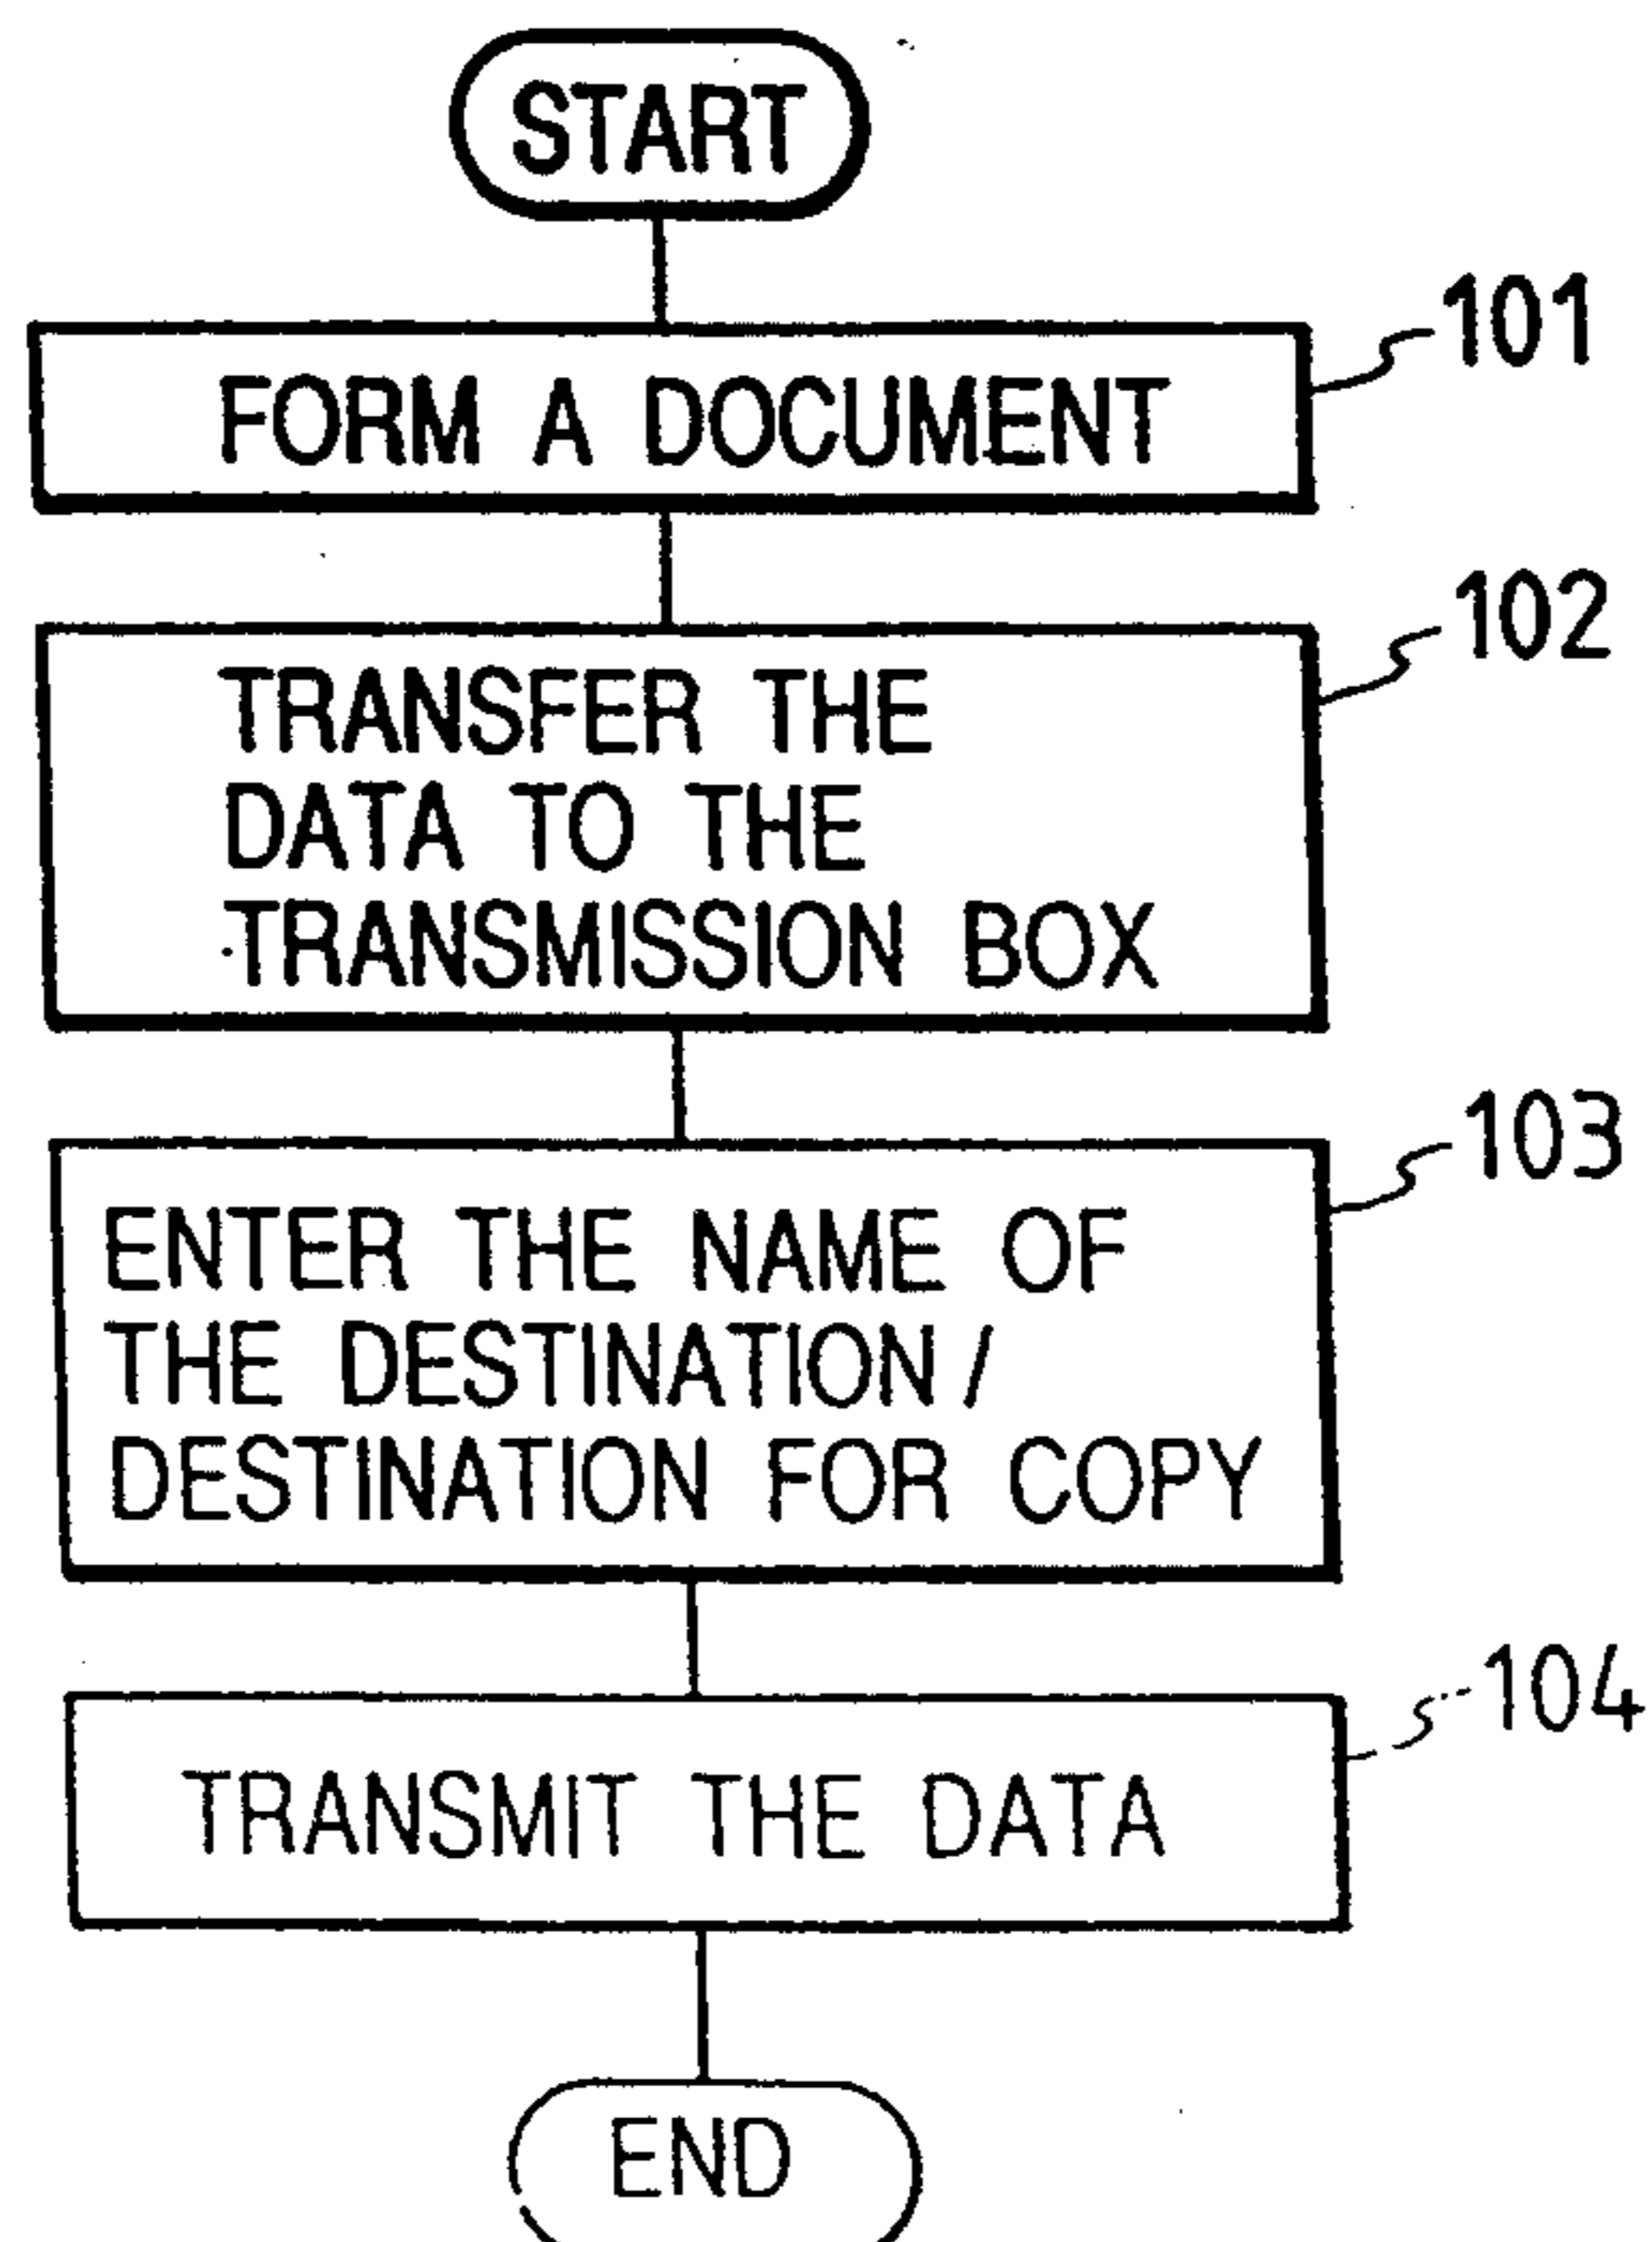 START
101
FORM A DOCUMENT
102
TRANSFER THE
DATA TO THE
TRANSMISSION BOX
103
ENTER THE NAME OF
THE DESTINATION/
DESTINATION FOR COPY
104
TRANSMIT THE DATA
END